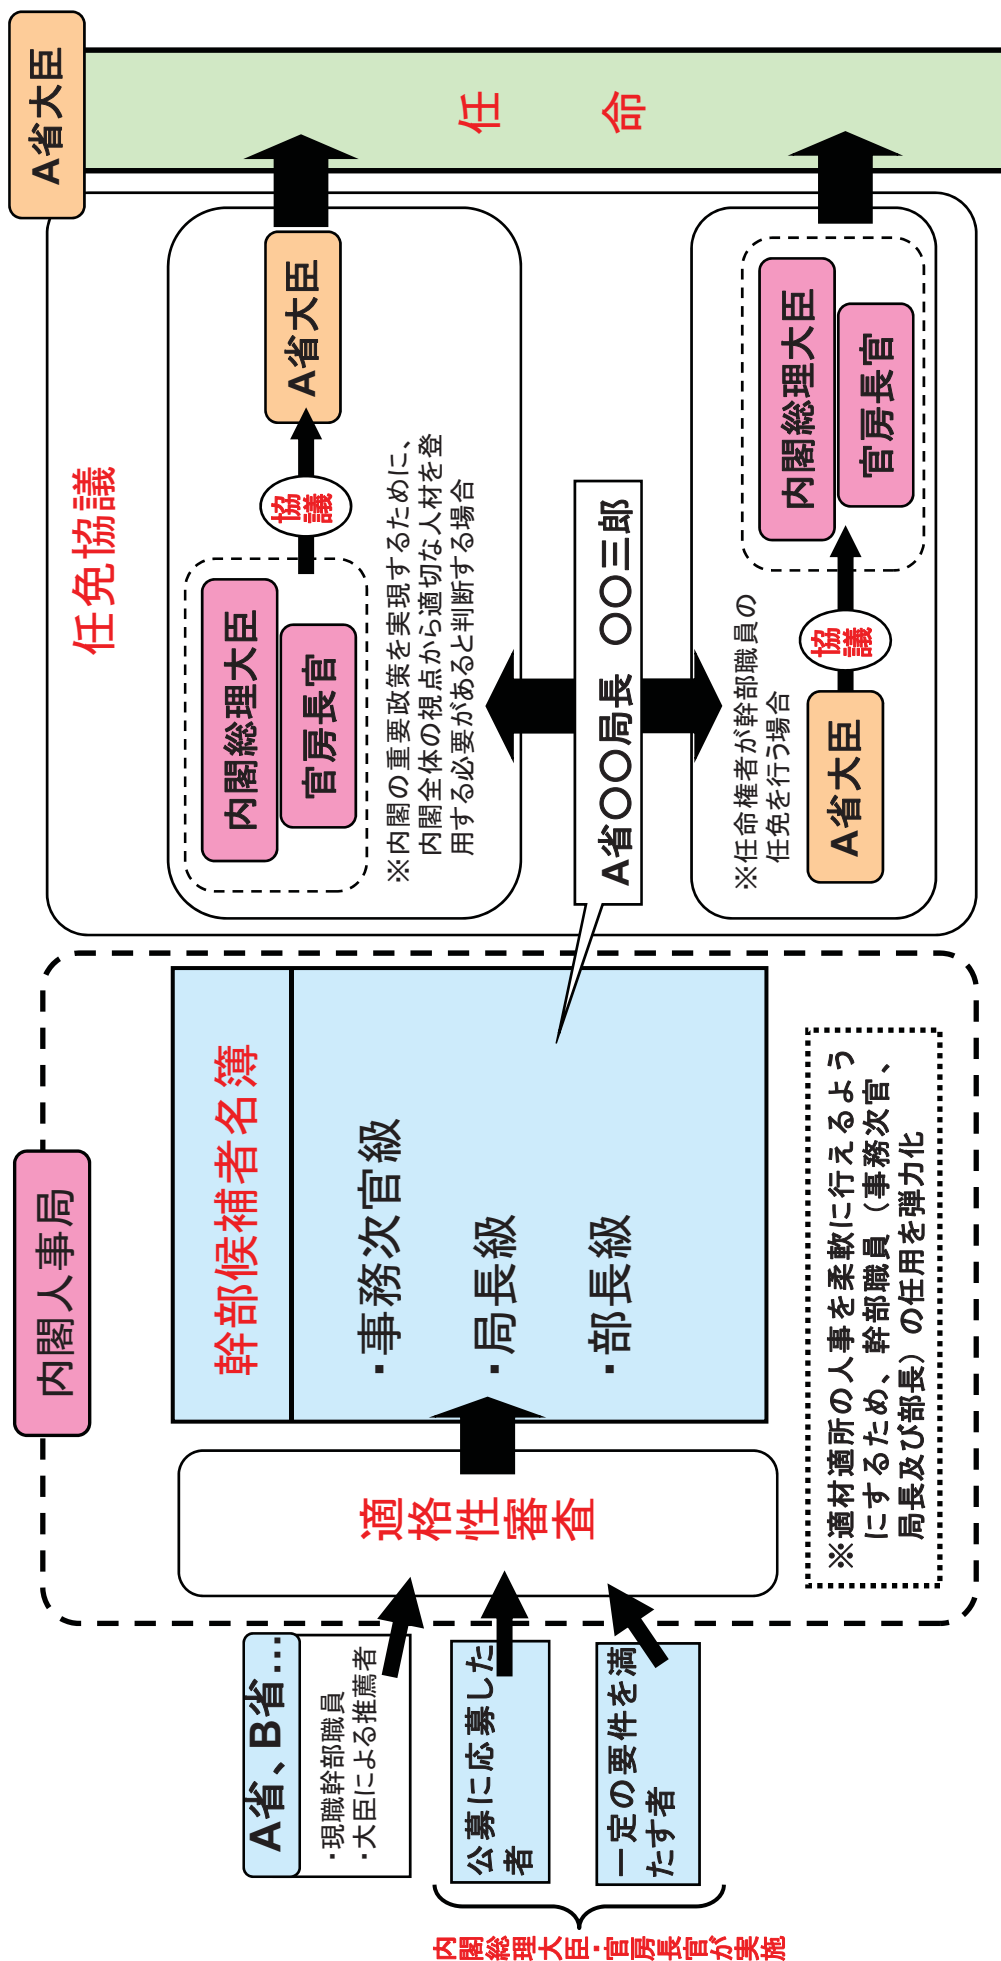 A省、B省…
・現職幹部職員
・大臣による推薦者
公募に応募した
者
一定の要件を満
たす者
内閣総理大臣・官房長官が実施
内閣人事局
適格性審査
幹部候補者名簿
・事務次官級
・局長級
・部長級
※適材適所の人事を柔軟に行えるよう
にするため、幹部職員（事務次官、
局長及び部長）の任用を弾力化
任免協議
内閣総理大臣
官房長官
協
議
A省大臣
※内閣の重要政策を実現するために、
内閣全体の視点から適切な人材を登
用する必要があると判断する場合
A省〇〇局長　〇〇三郎
※任命権者が幹部職員の
任免を行う場合
A省大臣
協
議
内閣総理大臣
官房長官
A省大臣
任　命